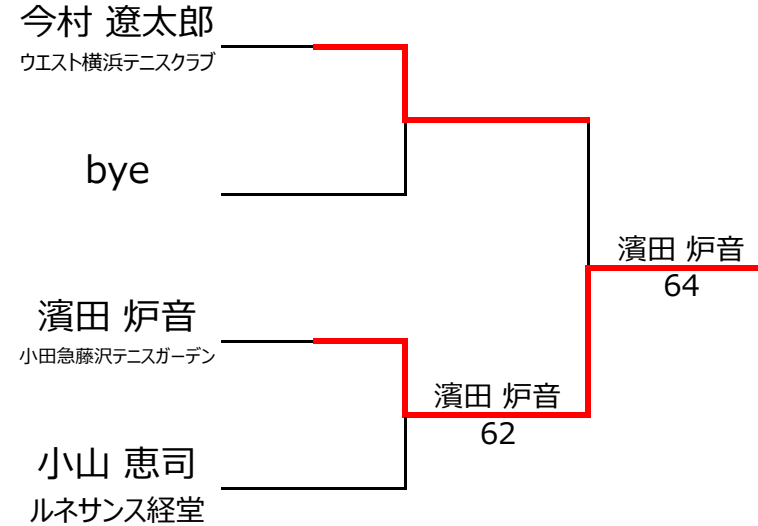 今村 遼太郎
ウエスト横浜テニスクラブ
bye
濱田 炉音
64
濱田 炉音
小田急藤沢テニスガーデン
濱田 炉音
62
小山 恵司
ルネサンス経堂